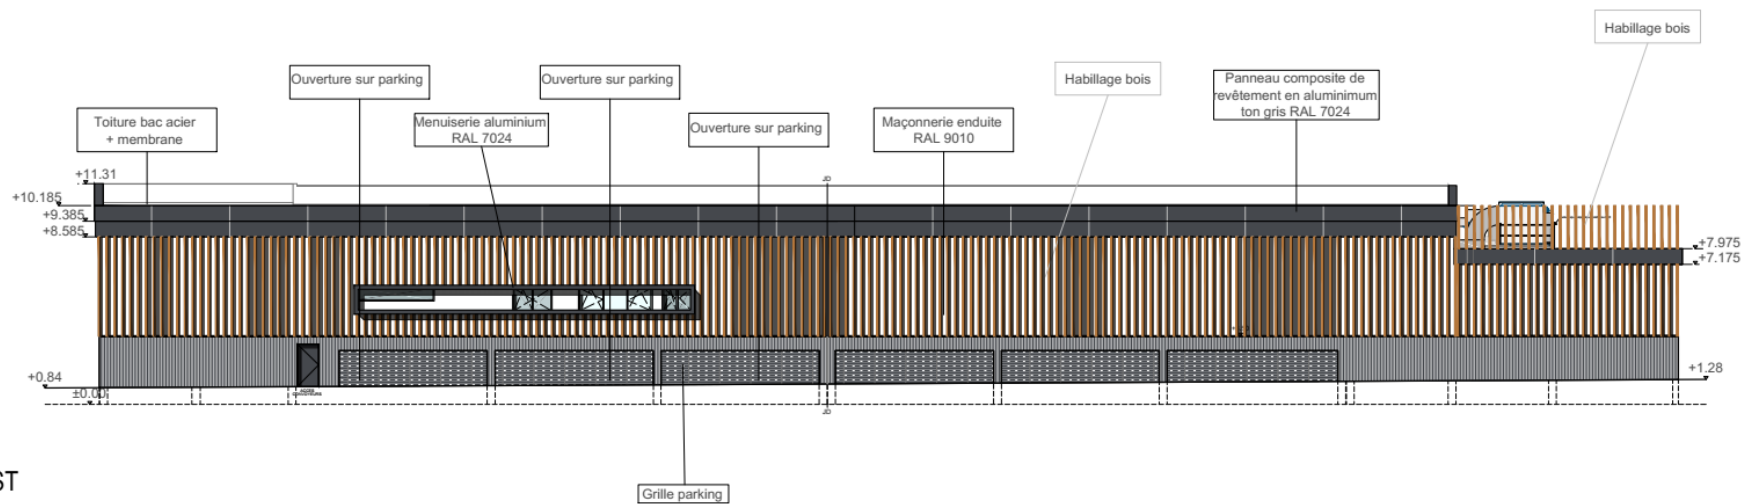 Habillage bois
Ouverture sur parking
Ouverture sur parking
Habillage bois
Panneau composite de
revêtement en aluminimum
ton gris RAL 7024
Toiture bac acier
+ membrane
Menuiserie aluminium
RAL 7024
Ouverture sur parking
Maçonnerie enduite
RAL 9010
+11.31
+10.185
+9.385
+8.585
+7.975
+7.175
+0.84
+1.28
±0.00
Jb
Jb
ST
Grille parking